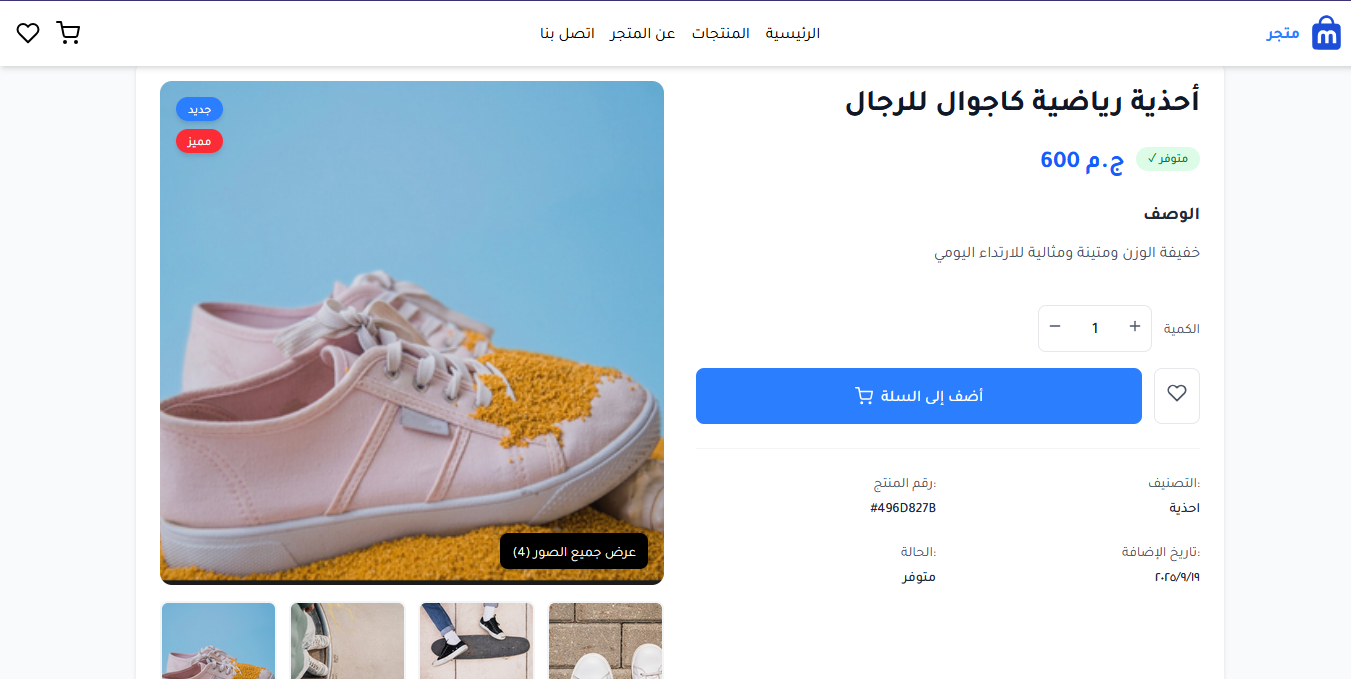 متجر
الرئيسية
المنتجات
عن المتجر
اتصل بنا
أحذية رياضية كاجوال للرجال
متوفر ✓
ج.م 600
الوصف
خفيفة الوزن ومتينة ومثالية للارتداء اليومي
الكمية
+ 1 −
أضف إلى السلة
التصنيف:
احذية
رقم المنتج:
#496D827B
تاريخ الإضافة:
١٩‏/٩‏/٢٠٢٥
الحالة:
متوفر
جديد
مميز
عرض جميع الصور (4)